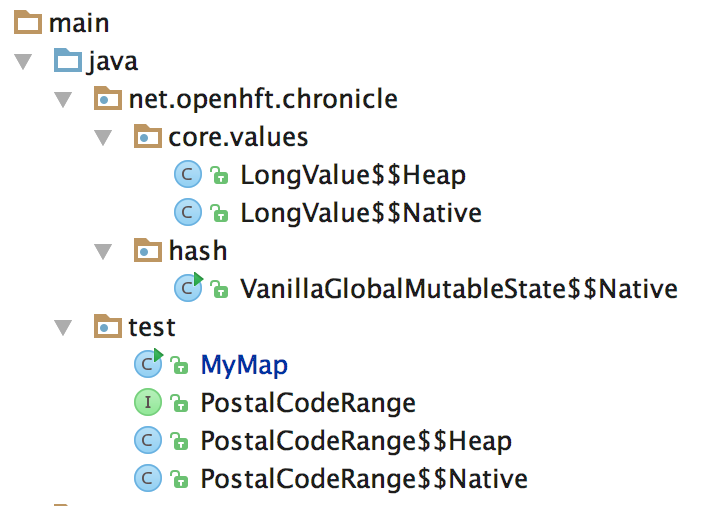 main
java
net.openhft.chronicle
core.values
C LongValue$$Heap
C LongValue$$Native
hash
C VanillaGlobalMutableState$$Native
test
C MyMap
I PostalCodeRange
C PostalCodeRange$$Heap
C PostalCodeRange$$Native